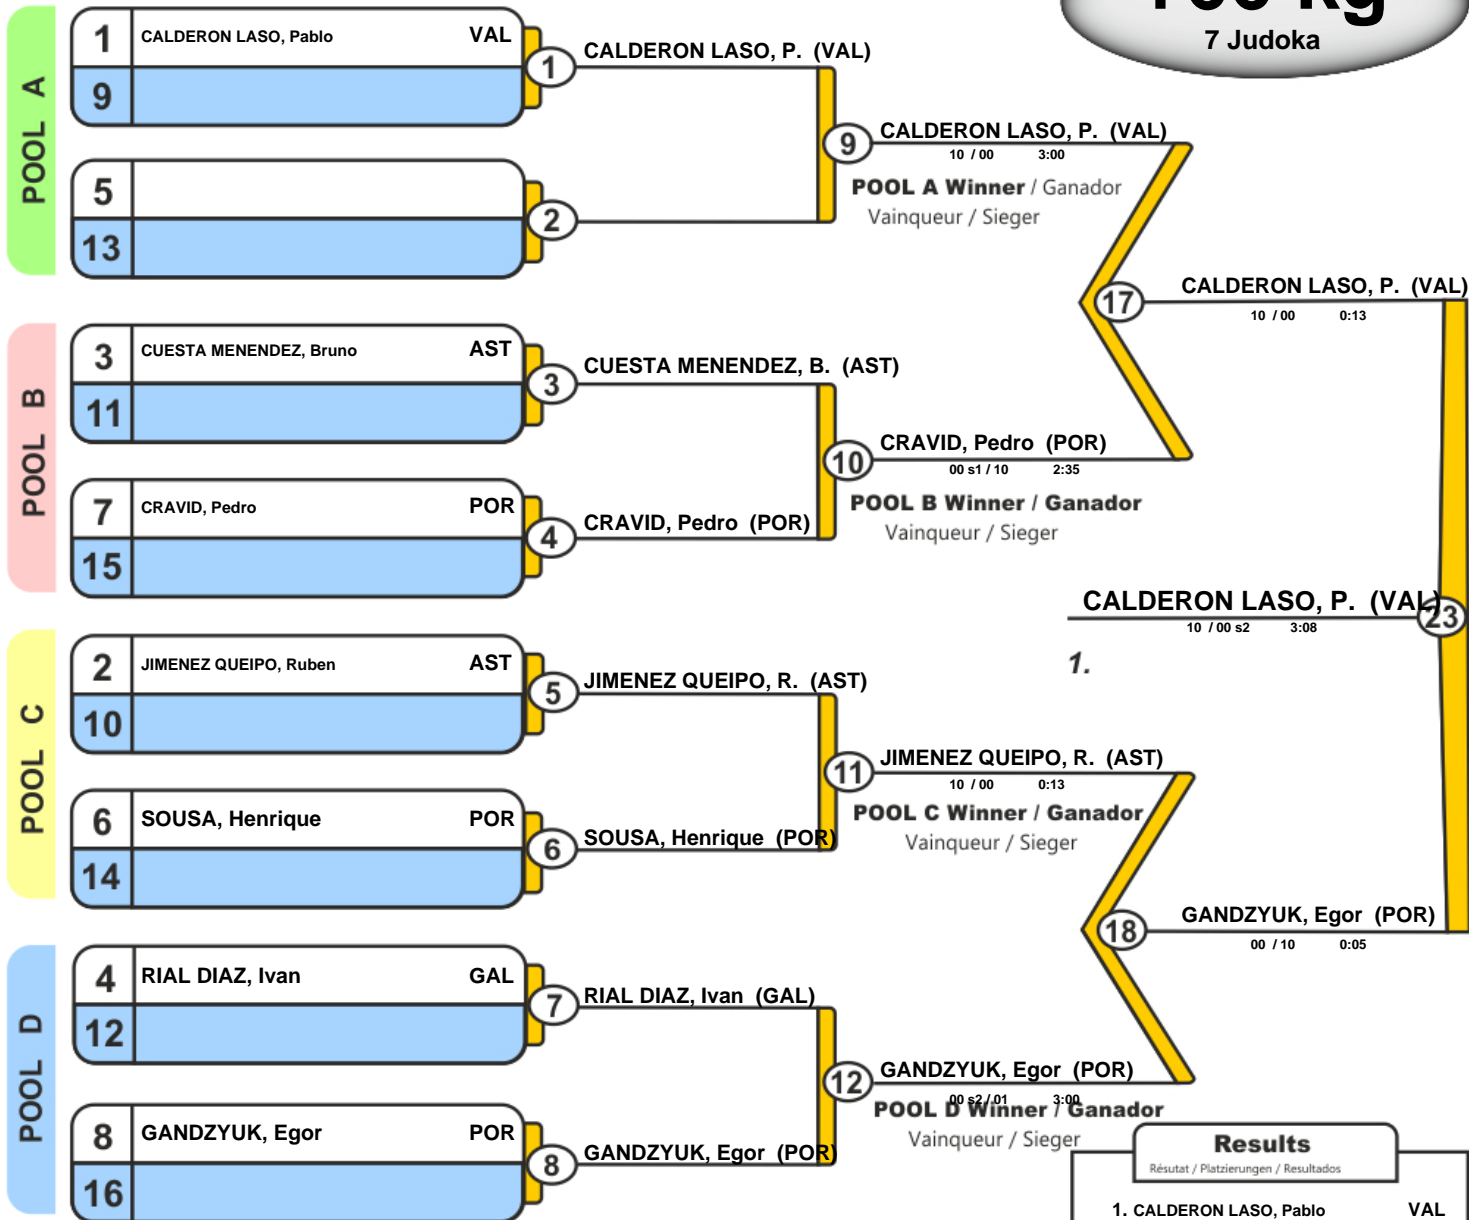 7 Judoka
POOL A
1 CALDERON LASO, Pablo VAL
9
5
13
1 CALDERON LASO, P. (VAL)
2
9 CALDERON LASO, P. (VAL)
10 / 00 3:00
POOL A Winner / Ganador
Vainqueur / Sieger
POOL B
3 CUESTA MENENDEZ, Bruno AST
11
7 CRAVID, Pedro POR
15
3 CUESTA MENENDEZ, B. (AST)
4 CRAVID, Pedro (POR)
10 CRAVID, Pedro (POR)
00 s1 / 10 2:35
POOL B Winner / Ganador
Vainqueur / Sieger
17 CALDERON LASO, P. (VAL)
10 / 00 0:13
POOL C
2 JIMENEZ QUEIPO, Ruben AST
10
6 SOUSA, Henrique POR
14
5 JIMENEZ QUEIPO, R. (AST)
6 SOUSA, Henrique (POR)
11 JIMENEZ QUEIPO, R. (AST)
10 / 00 0:13
POOL C Winner / Ganador
Vainqueur / Sieger
POOL D
4 RIAL DIAZ, Ivan GAL
12
8 GANDZYUK, Egor POR
16
7 RIAL DIAZ, Ivan (GAL)
8 GANDZYUK, Egor (POR)
12 GANDZYUK, Egor (POR)
00 s2 / 01 3:00
POOL D Winner / Ganador
Vainqueur / Sieger
18 GANDZYUK, Egor (POR)
00 / 10 0:05
CALDERON LASO, P. (VAL) 23
10 / 00 s2 3:08
1.
Results
Résutat / Platzierungen / Resultados
1. CALDERON LASO, Pablo VAL